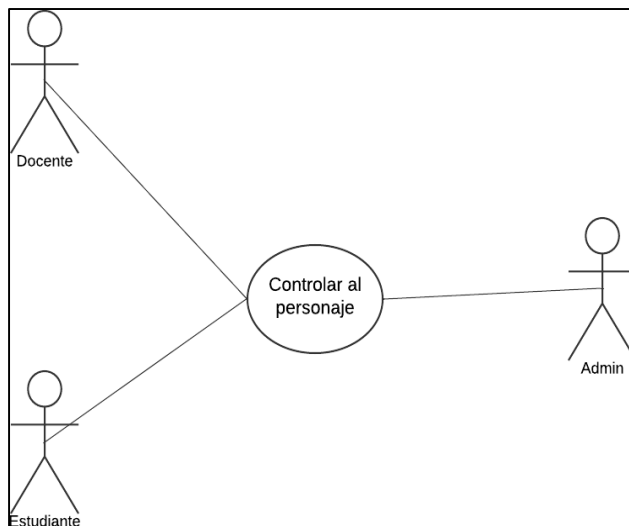 Docente
Controlar al
personaje
Admin
Estudiante